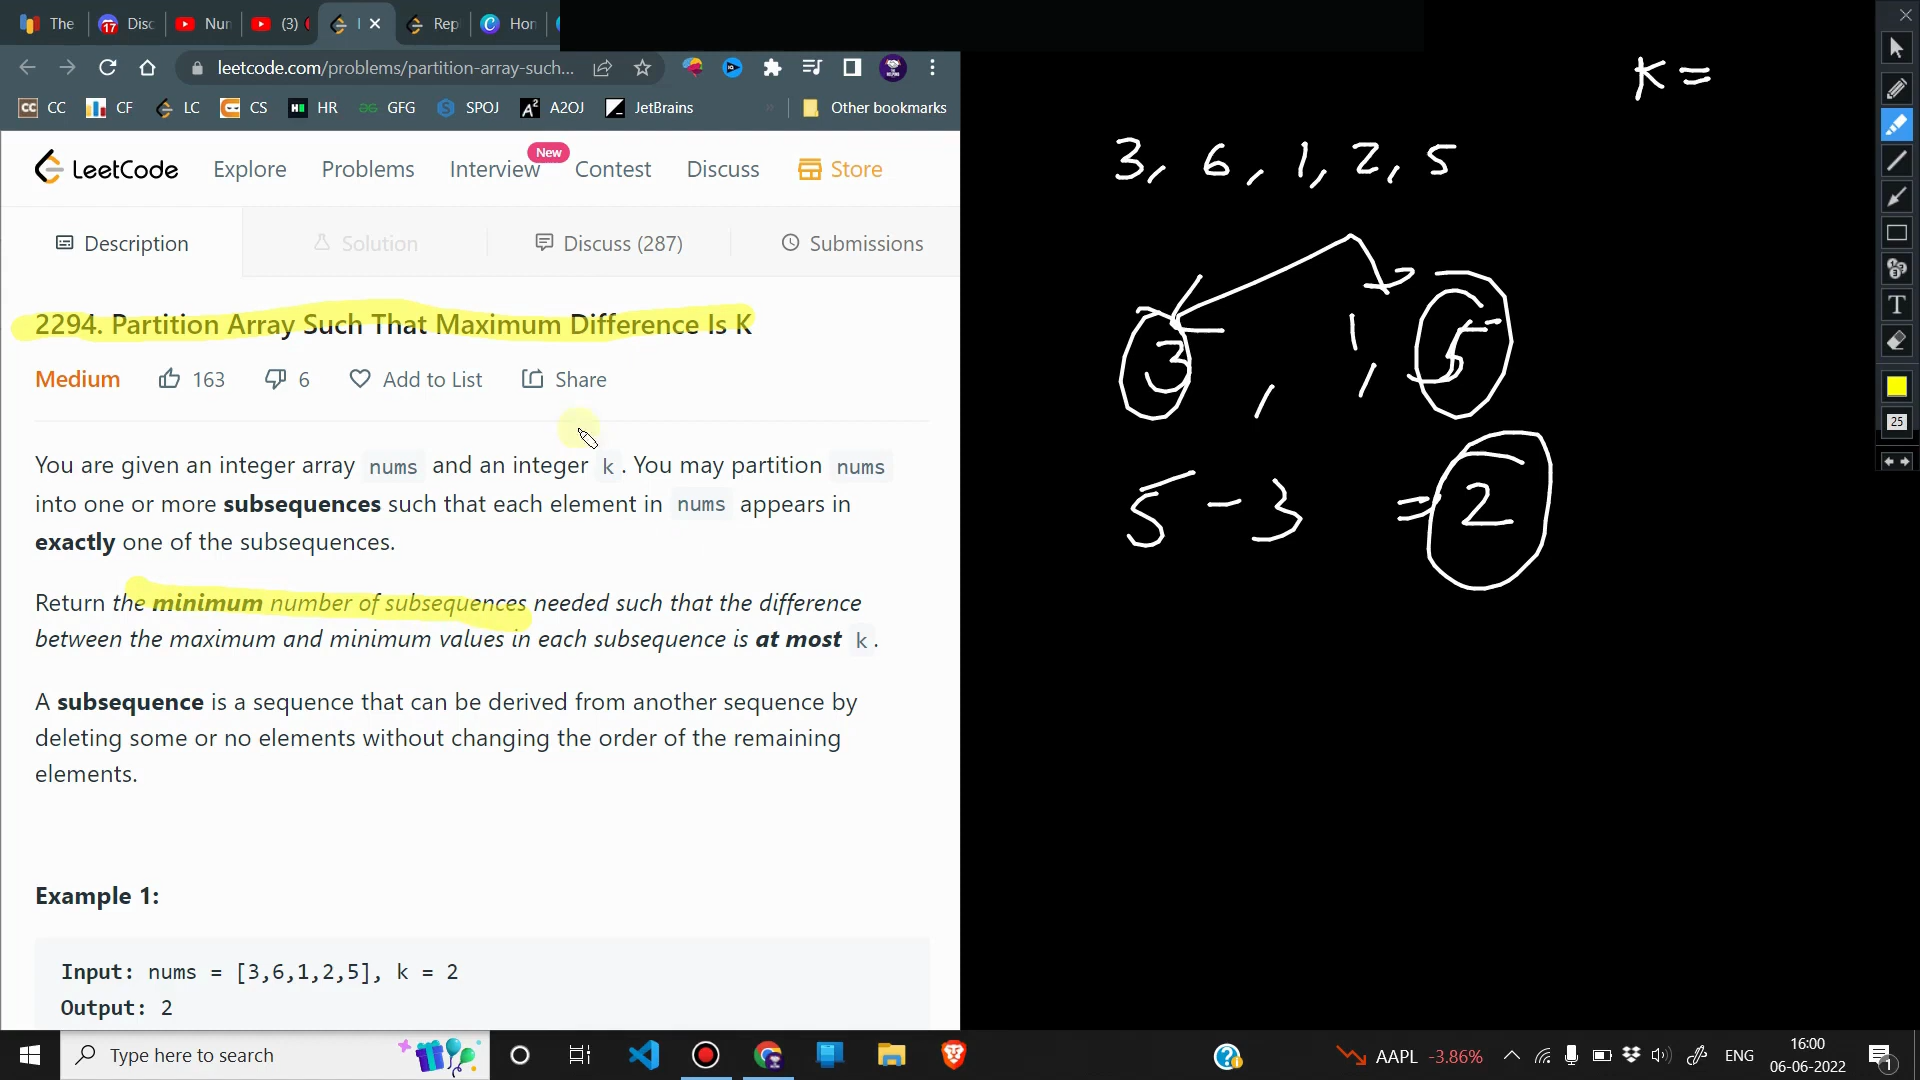 The
17
Disc
Nun
(3)
Rep
Hon
leetcode.com/problems/partition-array-such...
CC
CF
LC
CS
HR
GFG
SPOJ
A2OJ
JetBrains
»
Other bookmarks
LeetCode
Explore
Problems
Interview
New
Contest
Discuss
Store
Description
Solution
Discuss (287)
Submissions
2294. Partition Array Such That Maximum Difference Is K
Medium
163
6
Add to List
Share
You are given an integer array nums and an integer k. You may partition nums
into one or more subsequences such that each element in nums appears in
exactly one of the subsequences.
Return the minimum number of subsequences needed such that the difference
between the maximum and minimum values in each subsequence is at most k.
A subsequence is a sequence that can be derived from another sequence by
deleting some or no elements without changing the order of the remaining
elements.
Example 1:
Input: nums = [3,6,1,2,5], k = 2
Output: 2
K =
3, 6, 1, 2, 5
3, 1, 5
5 - 3 = 2
T
25
Type here to search
AAPL -3.86%
ENG
16:00
06-06-2022
1